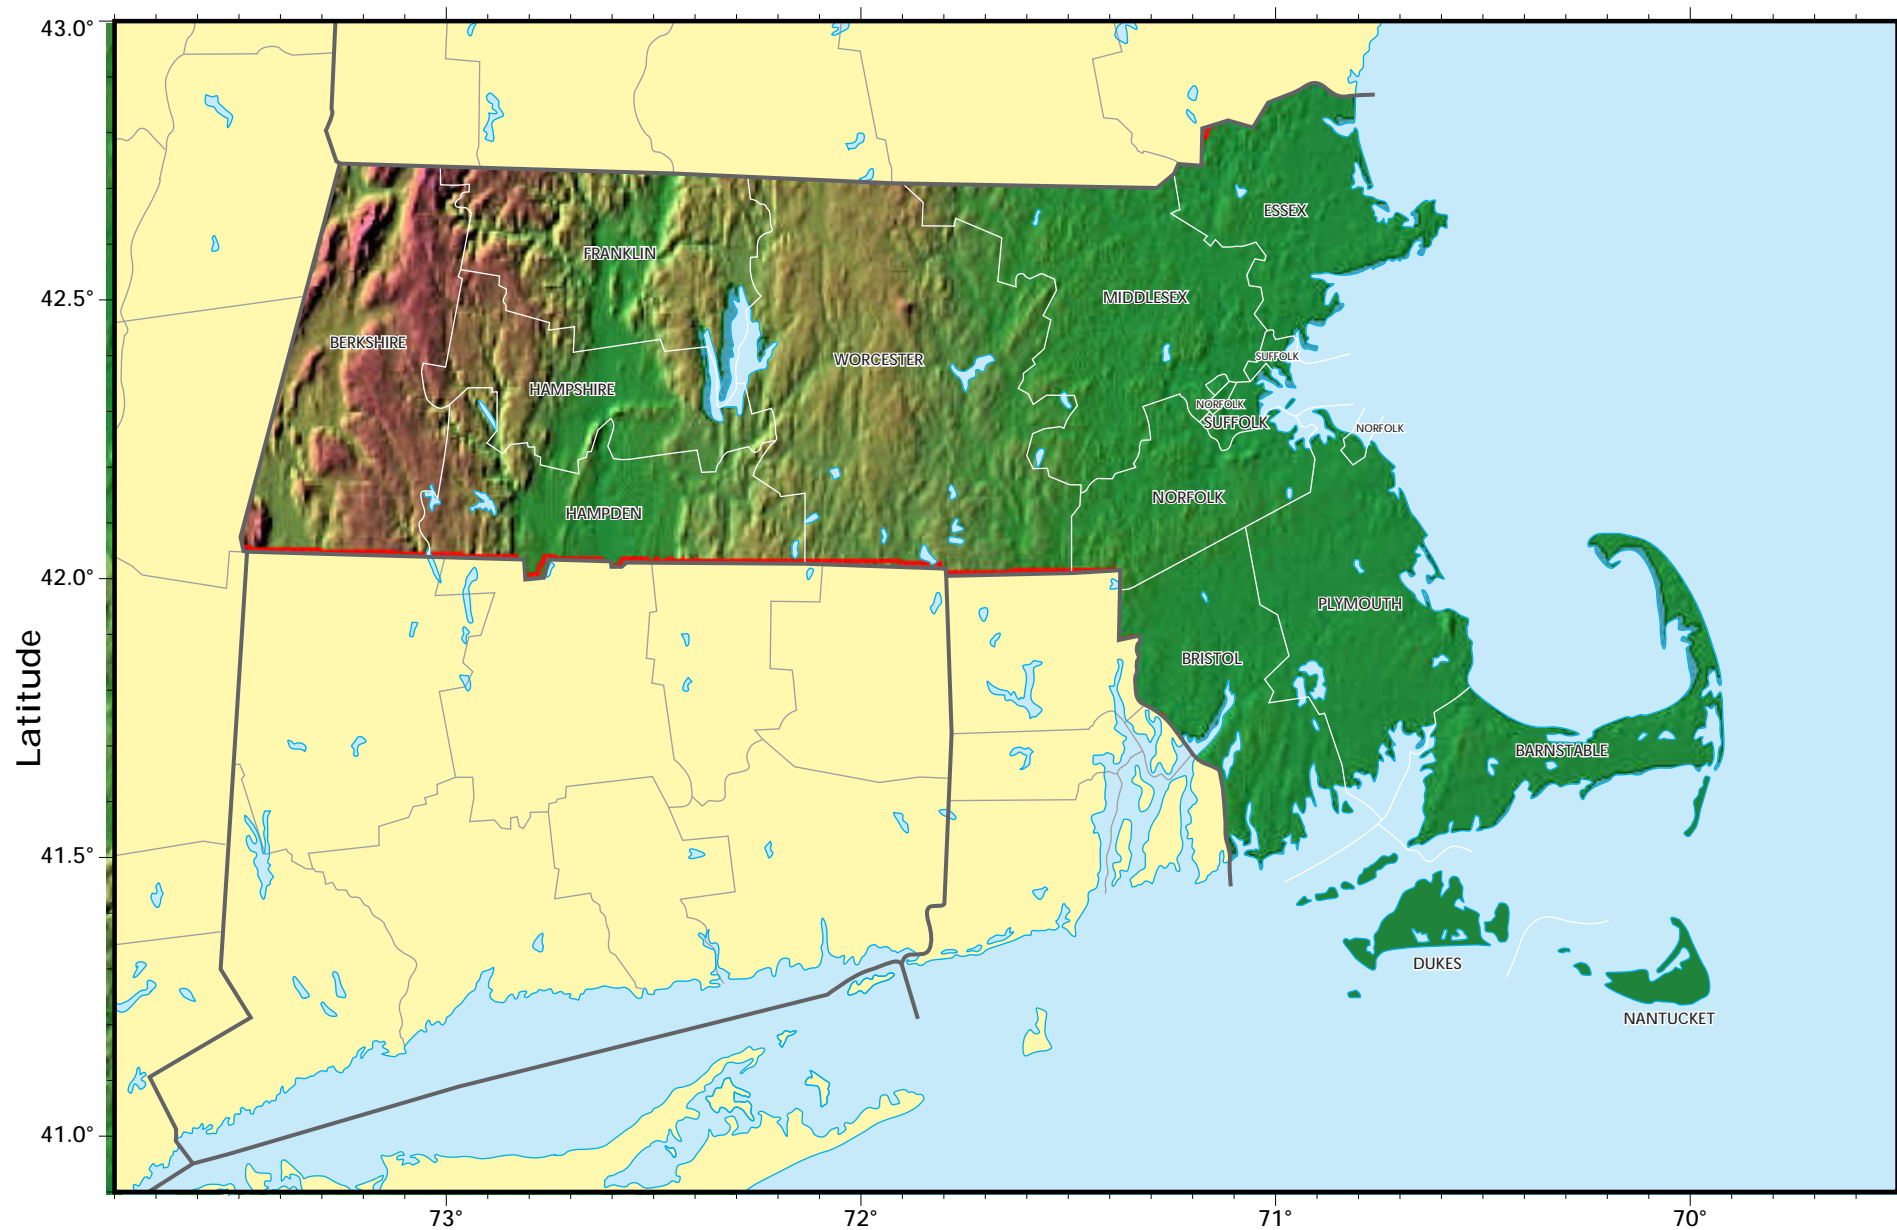 43.0°
ESSEX
FRANKLIN
42.5°
MIDDLESEX
BERKSHIRE
SUFFOLK
WORCESTER
HAMPSHIRE
NORFOLK
SUFFOLK
NORFOLK
NORFOLK
HAMPDEN
42.0°
PLYMOUTH
Latitude
BRISTOL
BARNSTABLE
41.5°
DUKES
NANTUCKET
41.0°
73° 72° 71° 70°